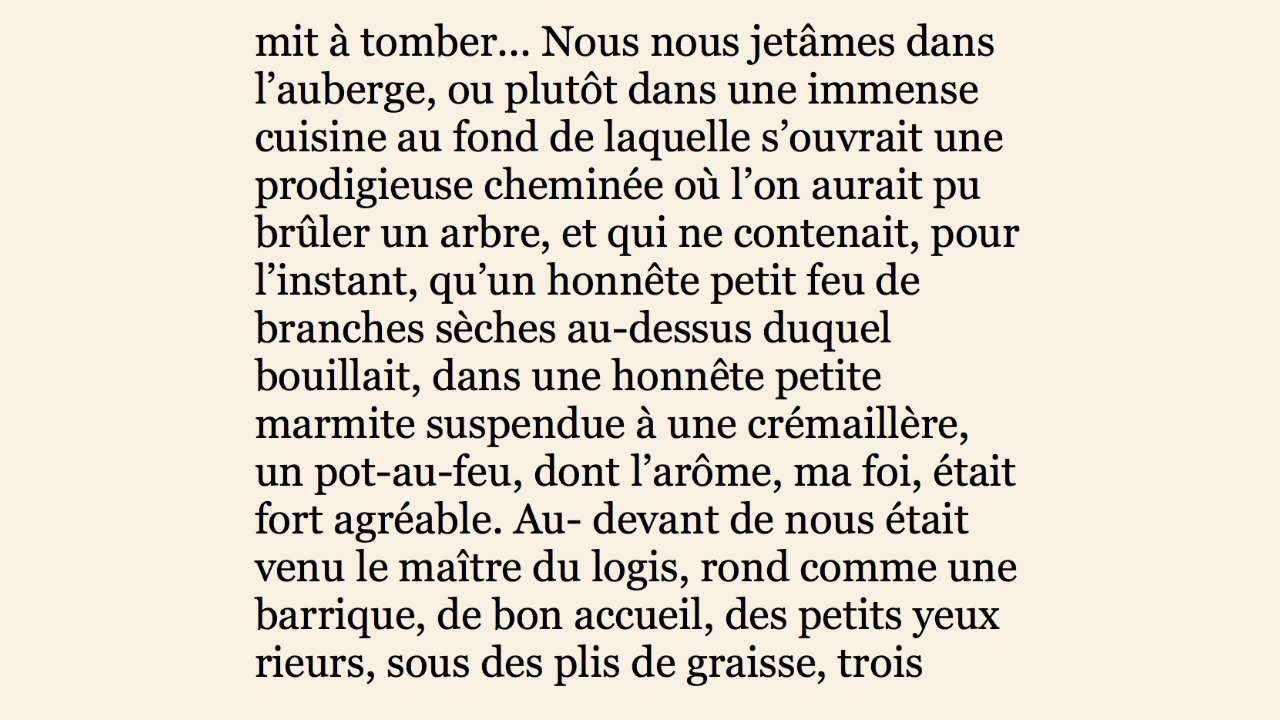 mit à tomber... Nous nous jetâmes dans
l’auberge, ou plutôt dans une immense
cuisine au fond de laquelle s’ouvrait une
prodigieuse cheminée où l’on aurait pu
brûler un arbre, et qui ne contenait, pour
l’instant, qu’un honnête petit feu de
branches sèches au-dessus duquel
bouillait, dans une honnête petite
marmite suspendue à une crémaillère,
un pot-au-feu, dont l’arôme, ma foi, était
fort agréable. Au- devant de nous était
venu le maître du logis, rond comme une
barrique, de bon accueil, des petits yeux
rieurs, sous des plis de graisse, trois